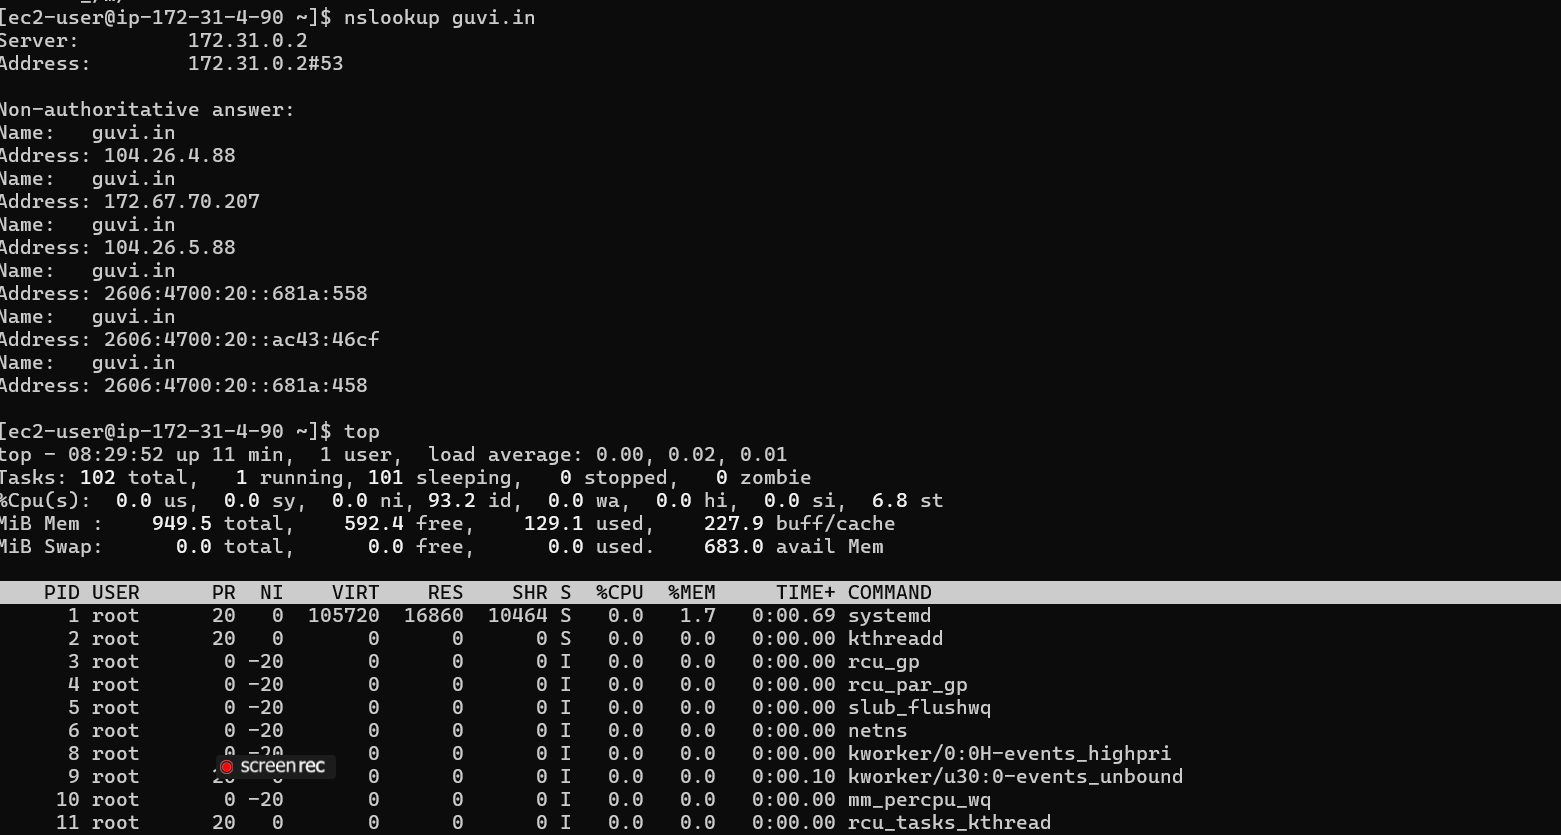 [ec2-user@ip-172-31-4-90 ~]$ nslookup guvi.in
Server:         172.31.0.2
Address:        172.31.0.2#53
Non-authoritative answer:
Name:   guvi.in
Address: 104.26.4.88
Name:   guvi.in
Address: 172.67.70.207
Name:   guvi.in
Address: 104.26.5.88
Name:   guvi.in
Address: 2606:4700:20::681a:558
Name:   guvi.in
Address: 2606:4700:20::ac43:46cf
Name:   guvi.in
Address: 2606:4700:20::681a:458
[ec2-user@ip-172-31-4-90 ~]$ top
top - 08:29:52 up 11 min,  1 user,  load average: 0.00, 0.02, 0.01
Tasks: 102 total,   1 running, 101 sleeping,   0 stopped,   0 zombie
%Cpu(s):  0.0 us,  0.0 sy,  0.0 ni, 93.2 id,  0.0 wa,  0.0 hi,  0.0 si,  6.8 st
MiB Mem :    949.5 total,    592.4 free,    129.1 used,    227.9 buff/cache
MiB Swap:      0.0 total,      0.0 free,      0.0 used.    683.0 avail Mem
PID USER      PR  NI    VIRT    RES    SHR S  %CPU  %MEM     TIME+ COMMAND
1 root      20   0  105720  16860  10464 S   0.0   1.7   0:00.69 systemd
2 root      20   0       0      0      0 S   0.0   0.0   0:00.00 kthreadd
3 root       0 -20       0      0      0 I   0.0   0.0   0:00.00 rcu_gp
4 root       0 -20       0      0      0 I   0.0   0.0   0:00.00 rcu_par_gp
5 root       0 -20       0      0      0 I   0.0   0.0   0:00.00 slub_flushwq
6 root       0 -20       0      0      0 I   0.0   0.0   0:00.00 netns
8 root       0 -20       0      0      0 I   0.0   0.0   0:00.00 kworker/0:0H-events_highpri
screenrec
9 root      20   0       0      0      0 I   0.0   0.0   0:00.10 kworker/u30:0-events_unbound
10 root       0 -20       0      0      0 I   0.0   0.0   0:00.00 mm_percpu_wq
11 root      20   0       0      0      0 I   0.0   0.0   0:00.00 rcu_tasks_kthread